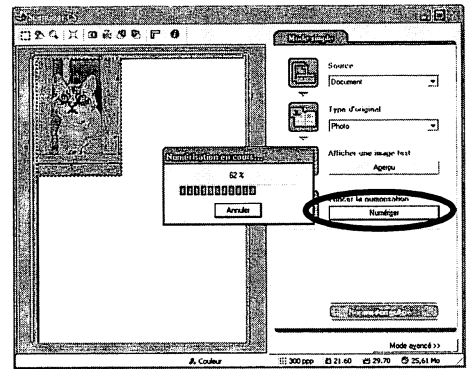 Mode simple
Source
Document
Type d'original
Photo
Afficher une image test
Aperçu
Numérisation en cours...
62 %
Annuler
Lancer la numérisation
Numériser
Mode avancé >>
Couleur
300 ppp
21.60
29.70
25,61 Mo